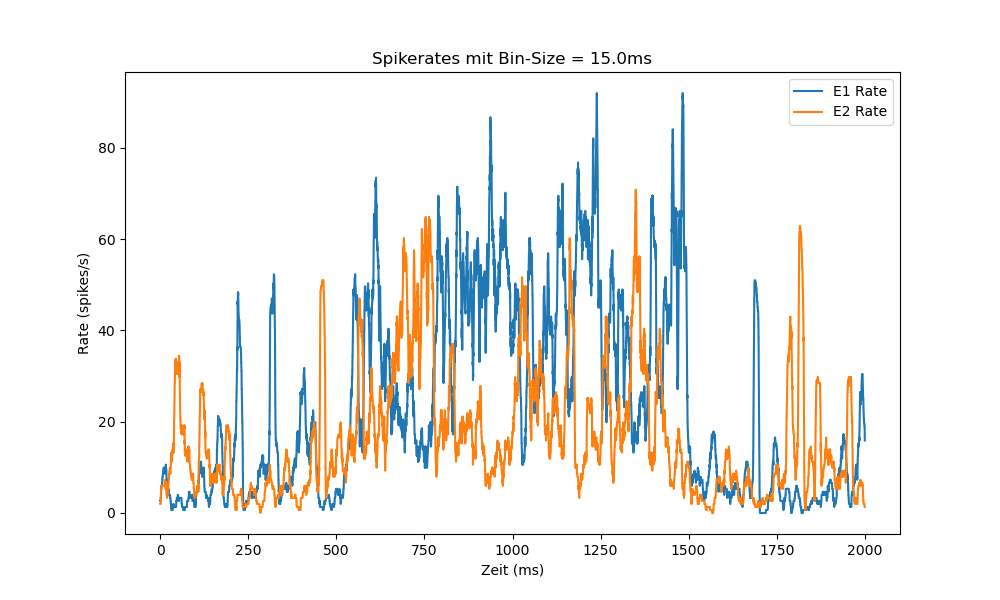 Spikerates mit Bin-Size = 15.0ms
E1 Rate
E2 Rate
Rate (spikes/s)
80
60
40
20
0
0 250 500 750 1000 1250 1500 1750 2000
Zeit (ms)